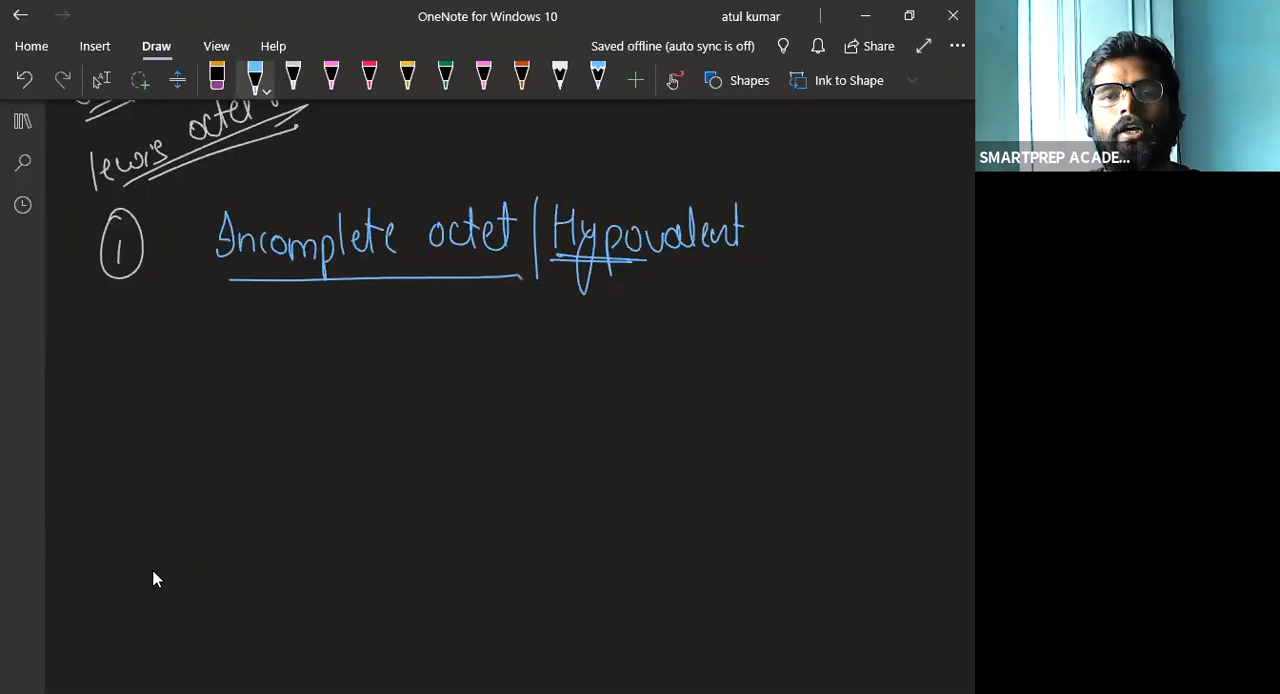 OneNote for Windows 10 atul kumar
Home Insert Draw View Help Saved offline (auto sync is off) Share
Shapes Ink to Shape
SMARTPREP ACADE...
lewis octet
1 Incomplete octet | Hypovalent